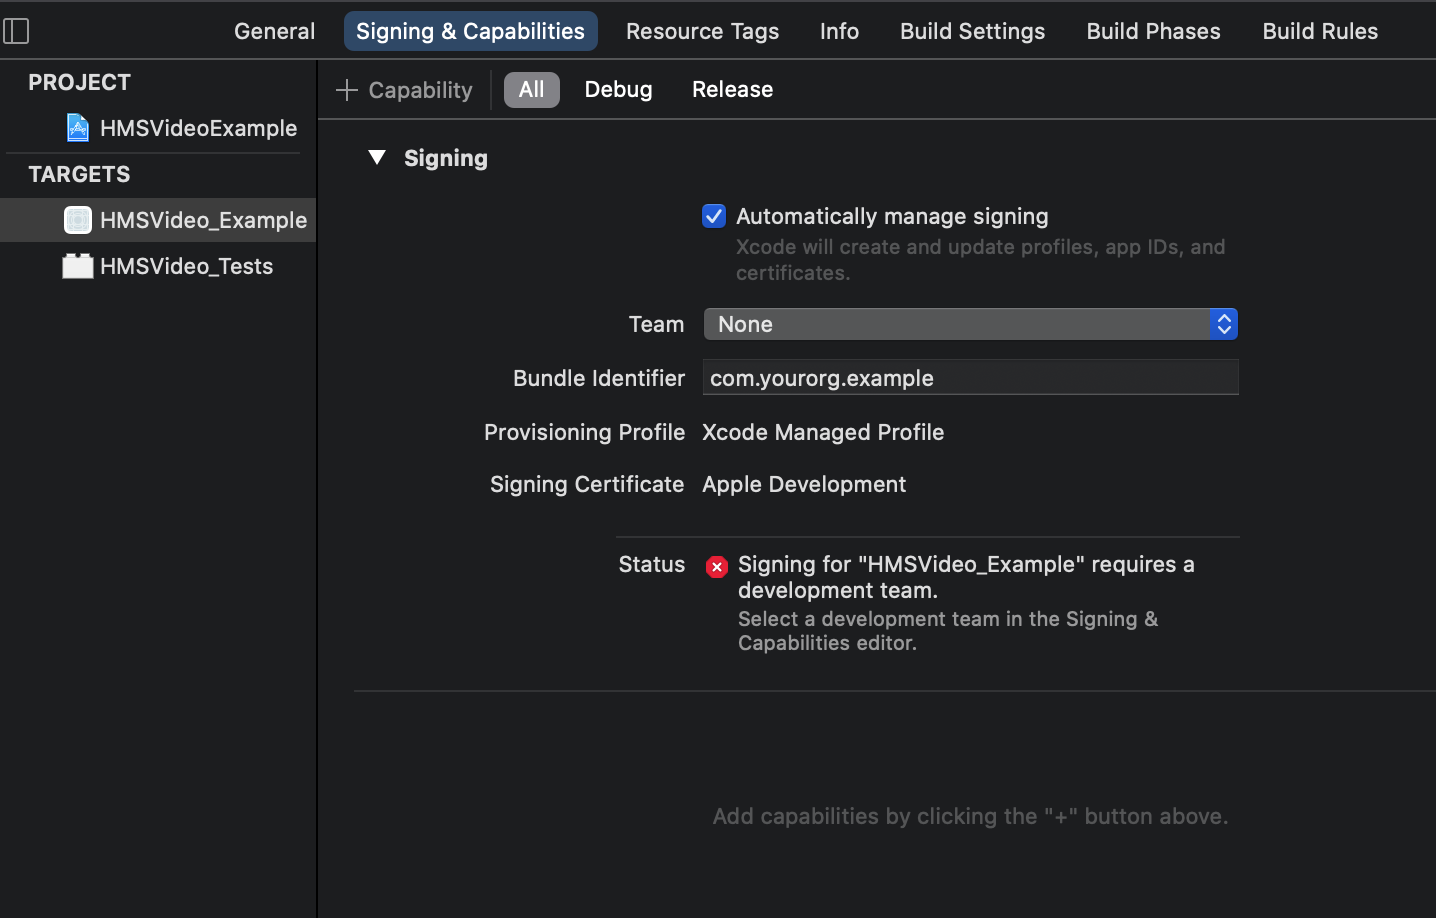 General Signing & Capabilities Resource Tags Info Build Settings Build Phases Build Rules
PROJECT
HMSVideoExample
TARGETS
HMSVideo_Example
HMSVideo_Tests
Capability All Debug Release
Signing
Automatically manage signing
Xcode will create and update profiles, app IDs, and
certificates.
Team None
Bundle Identifier com.yourorg.example
Provisioning Profile Xcode Managed Profile
Signing Certificate Apple Development
Status Signing for "HMSVideo_Example" requires a
development team.
Select a development team in the Signing &
Capabilities editor.
Add capabilities by clicking the "+" button above.